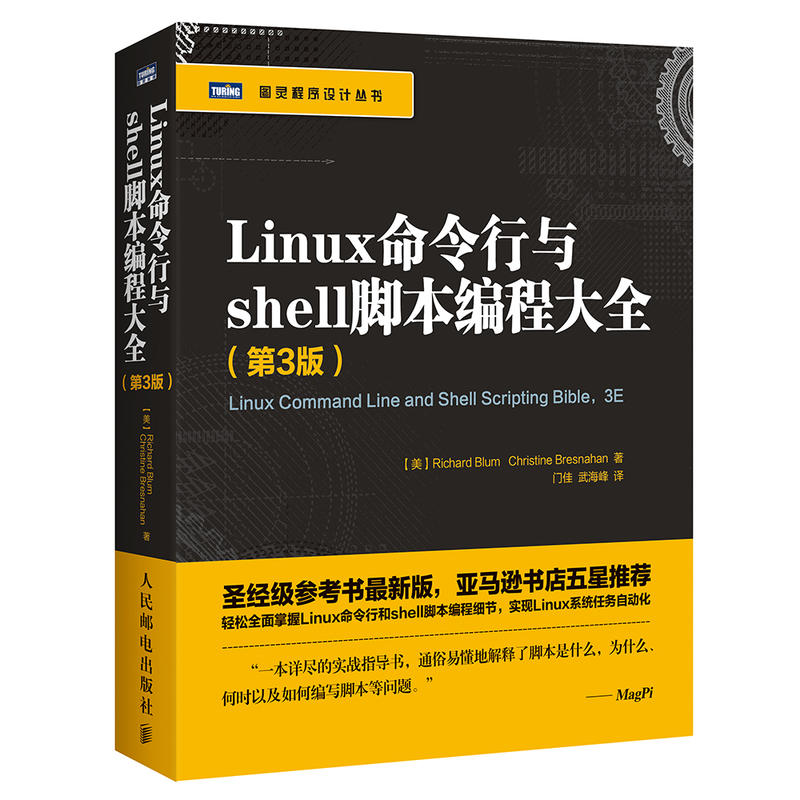 TURING
图灵教育
Linux命令行与
shell脚本编程大全
(第3版)
【美】Richard Blum
Christine Bresnahan 著
人民邮电出版社
TURING 图灵程序设计丛书
Linux命令行与
shell脚本编程大全
(第3版)
Linux Command Line and Shell Scripting Bible, 3E
【美】Richard Blum Christine Bresnahan 著
门佳 武海峰 译
圣经级参考书最新版，亚马逊书店五星推荐
轻松全面掌握Linux命令行和shell脚本编程细节，实现Linux系统任务自动化
“一本详尽的实战指导书，通俗易懂地解释了脚本是什么，为什么、
何时以及如何编写脚本等问题。”
—— MagPi